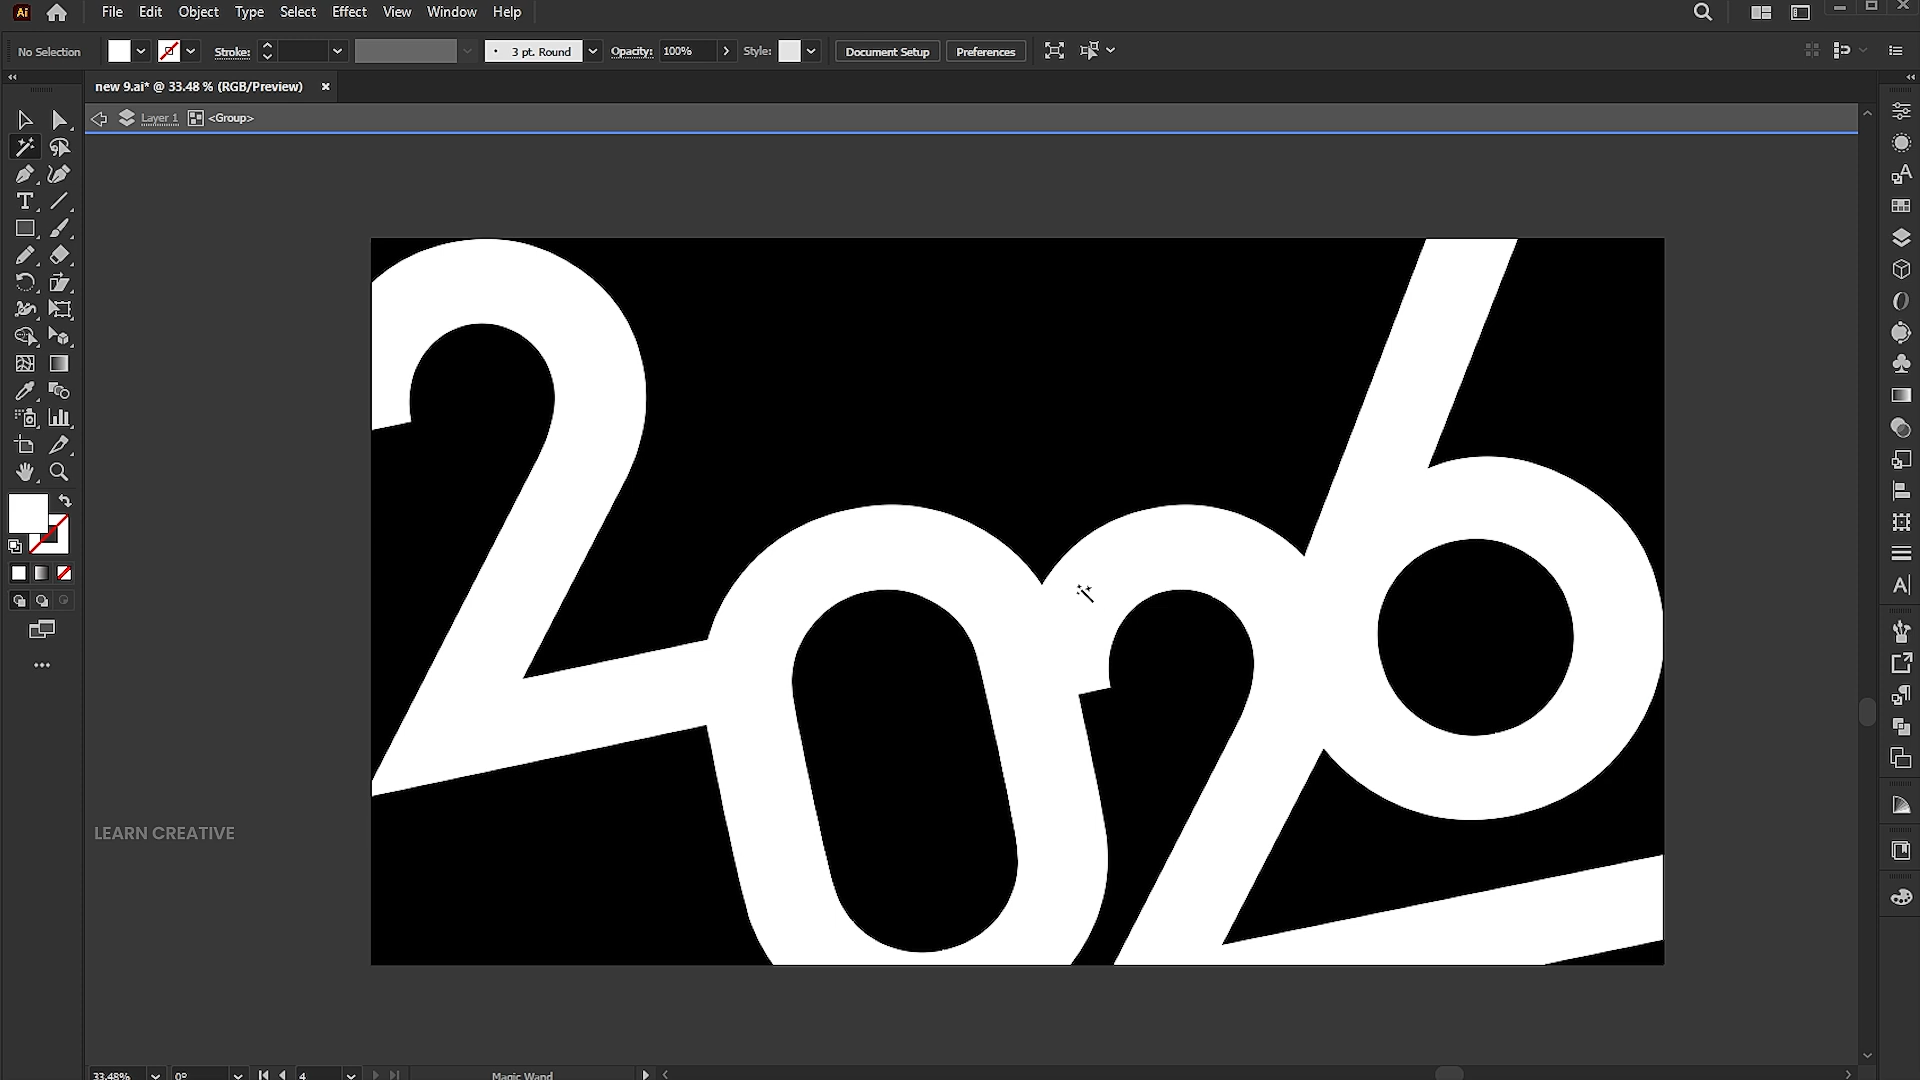 Ai File Edit Object Type Select Effect View Window Help
No Selection Stroke: 3 pt. Round Opacity: 100% Style: Document Setup Preferences
new 9.ai* @ 33.48 % (RGB/Preview)
Layer 1 <Group>
2026
LEARN CREATIVE
33.48% 0° 4 Magic Wand